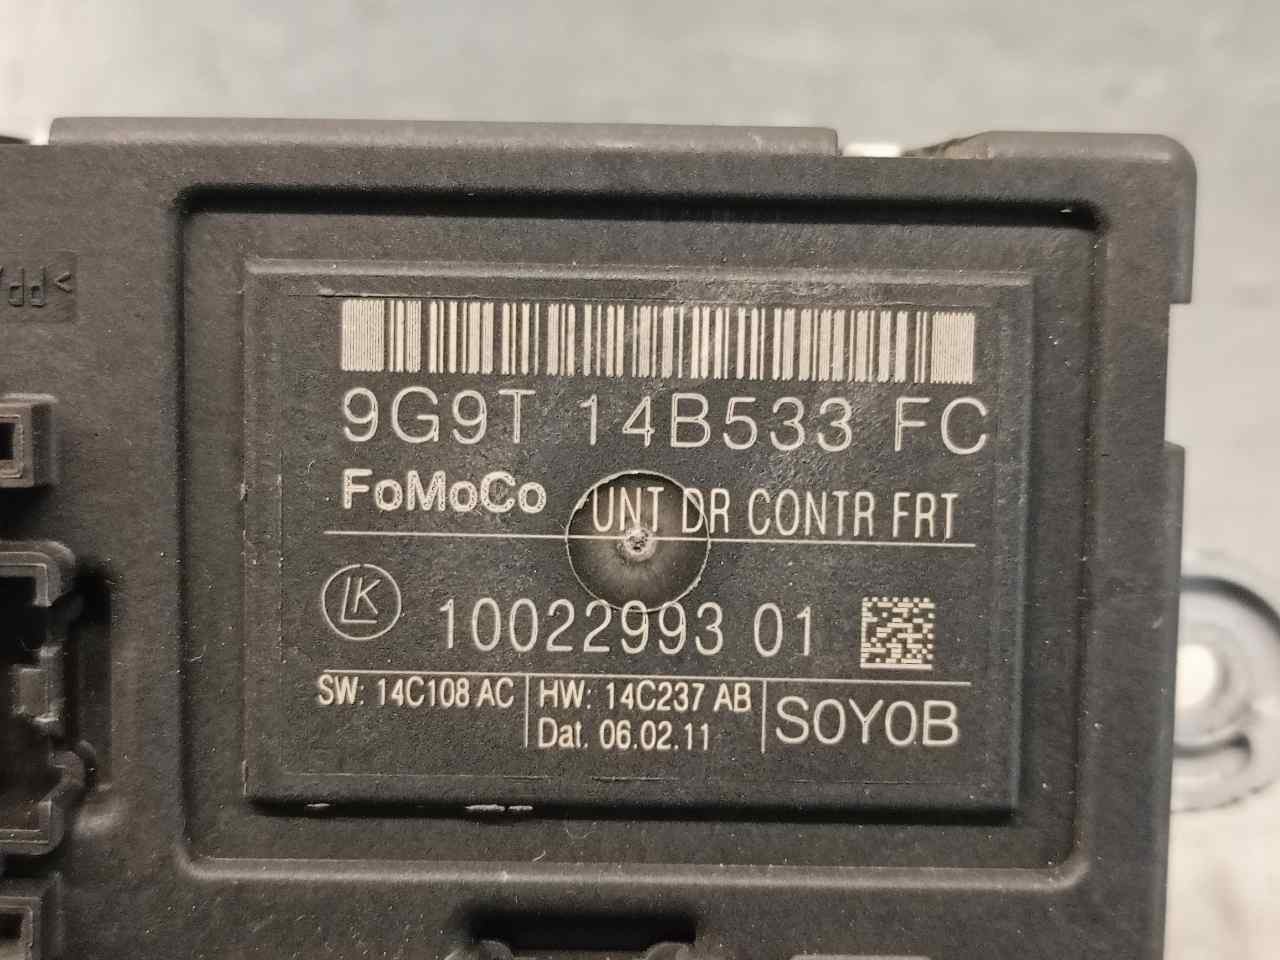 9G9T 14B533 FC
FoMoCo UNT DR CONTR FRT
LK 10022993 01
SW: 14C108 AC HW: 14C237 AB S0Y0B
Dat. 06.02.11